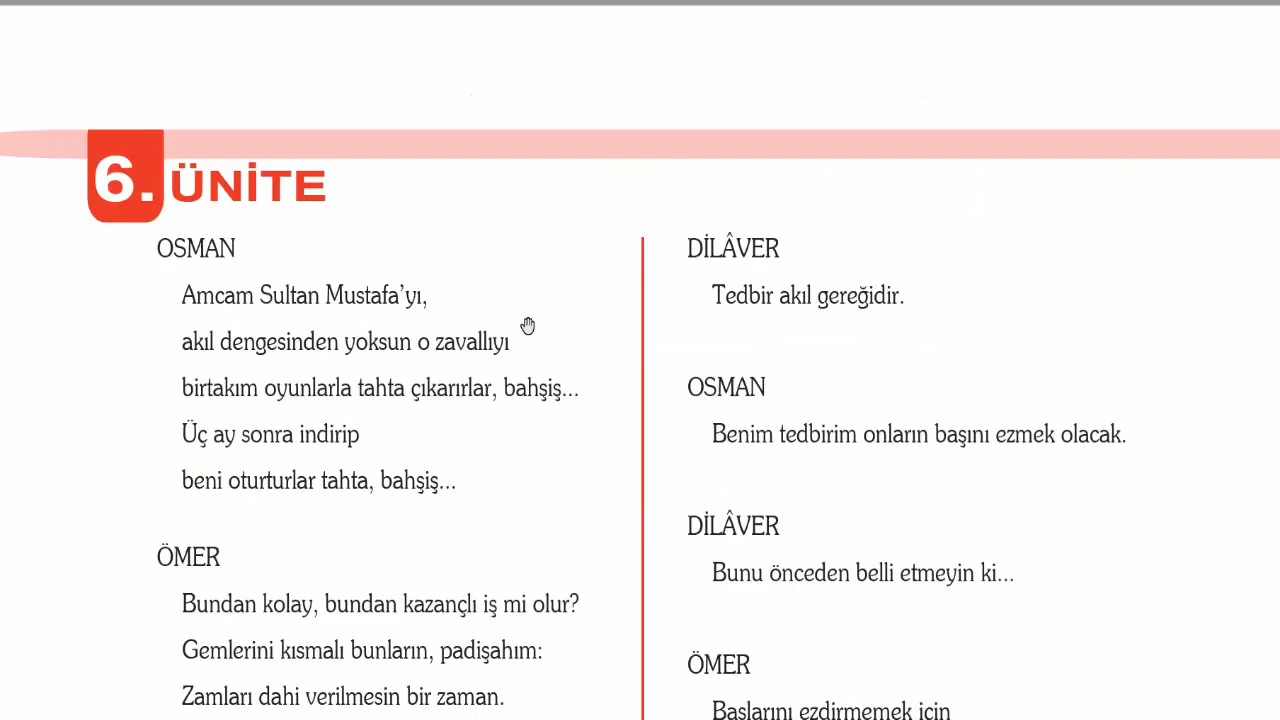 6. ÜNİTE
OSMAN
Amcam Sultan Mustafa'yı,
akıl dengesinden yoksun o zavallıyı
birtakım oyunlarla tahta çıkarırlar, bahşiş...
Üç ay sonra indirip
beni oturturlar tahta, bahşiş...
ÖMER
Bundan kolay, bundan kazançlı iş mi olur?
Gemlerini kısmalı bunların, padişahım:
Zamları dahi verilmesin bir zaman.
DİLÂVER
Tedbir akıl gereğidir.
OSMAN
Benim tedbirim onların başını ezmek olacak.
DİLÂVER
Bunu önceden belli etmeyin ki...
ÖMER
Başlarını ezdirmemek için